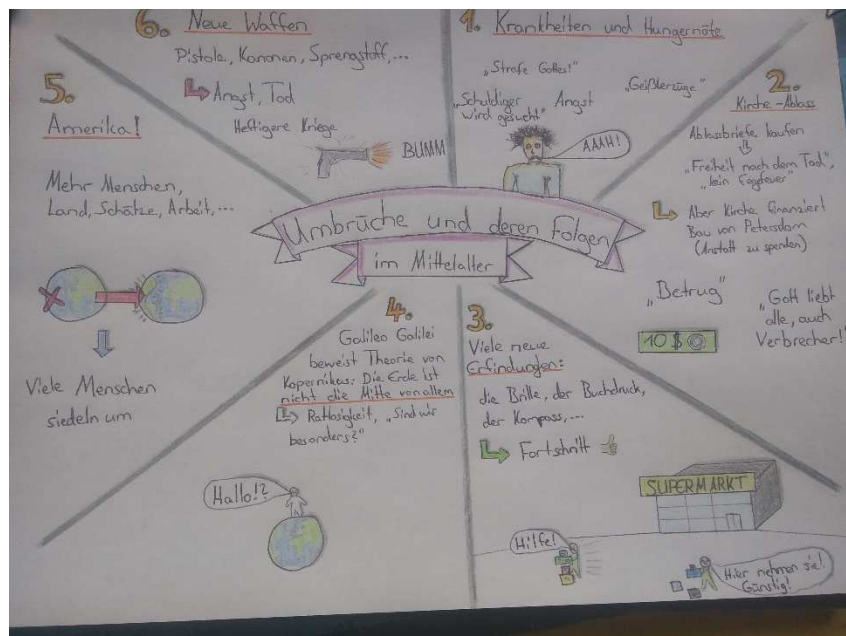 Umbrüche und deren Folgen
im Mittelalter
1. Krankheiten und Hungernöte
„Strafe Gottes!"
„Geißlerzüge"
„Schuldiger
wird gesucht"
Angst
AAAH!
2.
Kirche - Ablass
Ablassbriefe kaufen
„Freiheit nach dem Tod",
„kein Fegefeuer"
Aber Kirche finanziert
Bau von Petersdom
(Anstatt zu spenden)
„Betrug"
„Gott liebt
alle, auch
Verbrecher!"
10 $
3.
Viele neue
Erfindungen:
die Brille, der Buchdruck,
der Kompass,...
Fortschritt
SUPERMARKT
Hilfe!
Hier nehmen sie!
Günstig!
4.
Galileo Galilei
beweist Theorie von
Kopernikus: Die Erde ist
nicht die Mitte von allem
Ratlosigkeit, „Sind wir
besonders?"
Hallo!?
5.
Amerika!
Mehr Menschen,
Land, Schätze, Arbeit,...
Viele Menschen
siedeln um
6. Neue Waffen
Pistole, Kanonen, Sprengstoff,...
Angst, Tod
Heftigere Kriege
BUMM